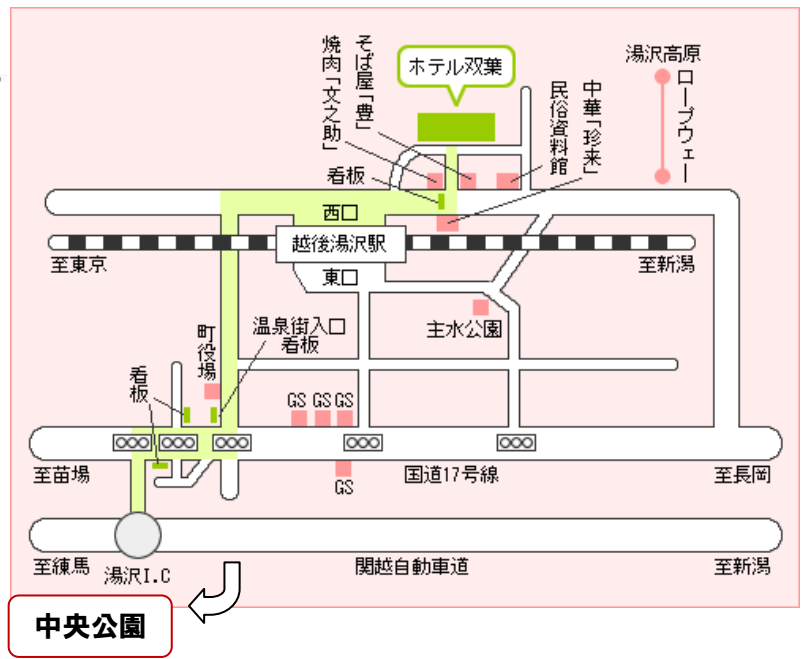 焼肉「文之助」
そば屋「豊」
ホテル双葉
民俗資料館
中華「珍来」
湯沢高原
ロープウェー
看板
西口
越後湯沢駅
東口
至東京
至新潟
主水公園
町役場
温泉街入口
看板
看板
GS
GS
GS
至苗場
GS
国道17号線
至長岡
至練馬
湯沢I.C
関越自動車道
至新潟
中央公園